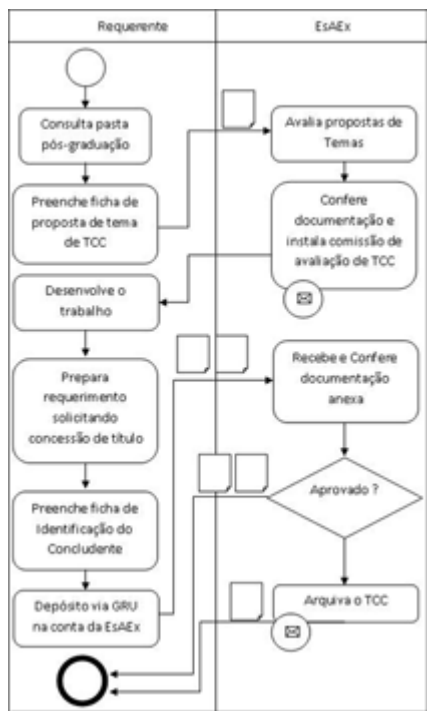 Requerente
EsAEx
Consulta pasta
pós-graduação
Avalia propostas de
Temas
Preenche ficha de
proposta de tema
de TCC
Confere
documentação e
instala comissão de
avaliação de TCC
Desenvolve o
trabalho
Prepara
requerimento
solicitando
concessão de título
Recebe e Confere
documentação
anexa
Preenche ficha de
Identificação do
Concludente
Aprovado ?
Depósito via GRU
na conta da EsAEx
Arquiva o TCC